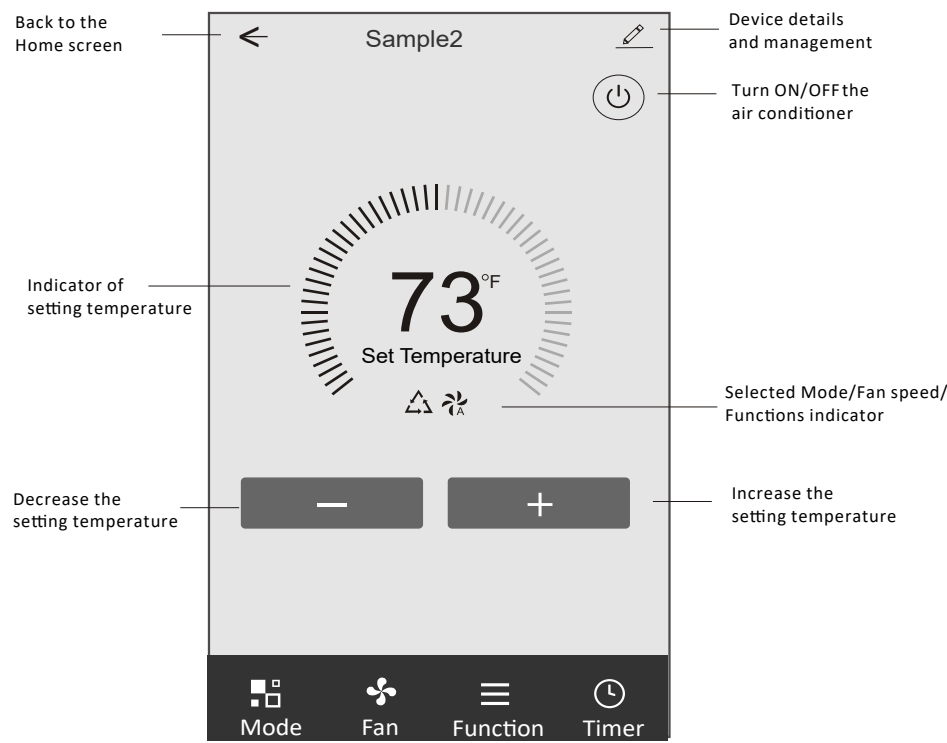 Back to the
Home screen
Sample2
Device details
and management
Turn ON/OFF the
air conditioner
Indicator of
setting temperature
73°F
Set Temperature
A
Selected Mode/Fan speed/
Functions indicator
Decrease the
setting temperature
−
+
Increase the
setting temperature
Mode
Fan
Function
Timer